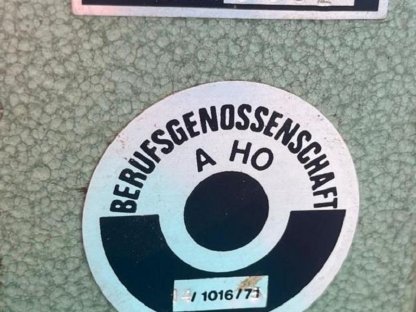 BERUFSGENOSSENSCHAFT
A HO
/ 1016/71